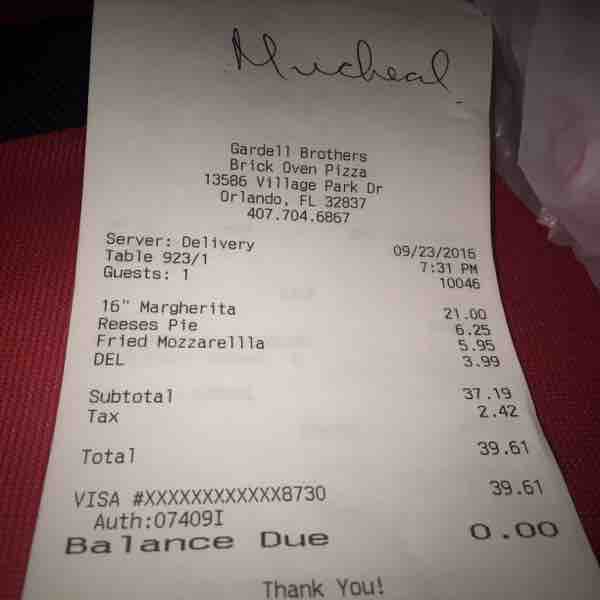 Micheal
Gardell Brothers
Brick Oven Pizza
13586 Village Park Dr
Orlando, FL 32837
407.704.6867
Server: Delivery 09/23/2015
Table 923/1 7:31 PM
Guests: 1 10046
16" Margherita 21.00
Reeses Pie 6.25
Fried Mozzarellla 5.95
DEL 3.99
Subtotal 37.19
Tax 2.42
Total 39.61
VISA #XXXXXXXXXXXX8730 39.61
Auth:07409I
Balance Due 0.00
Thank You!